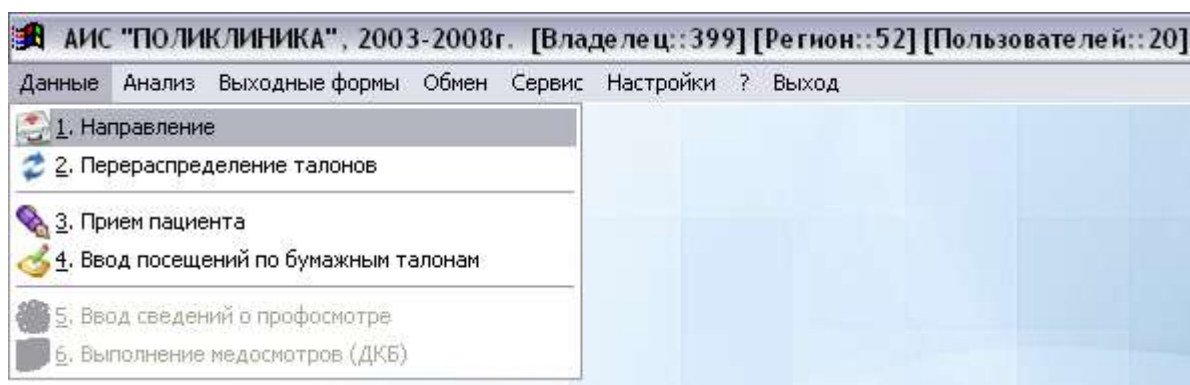 АИС "ПОЛИКЛИНИКА", 2003-2008г. [Владелец::399] [Регион::52] [Пользователей::20]
Данные Анализ Выходные формы Обмен Сервис Настройки ? Выход
1. Направление
2. Перераспределение талонов
3. Прием пациента
4. Ввод посещений по бумажным талонам
5. Ввод сведений о профосмотре
6. Выполнение медосмотров (ДКБ)